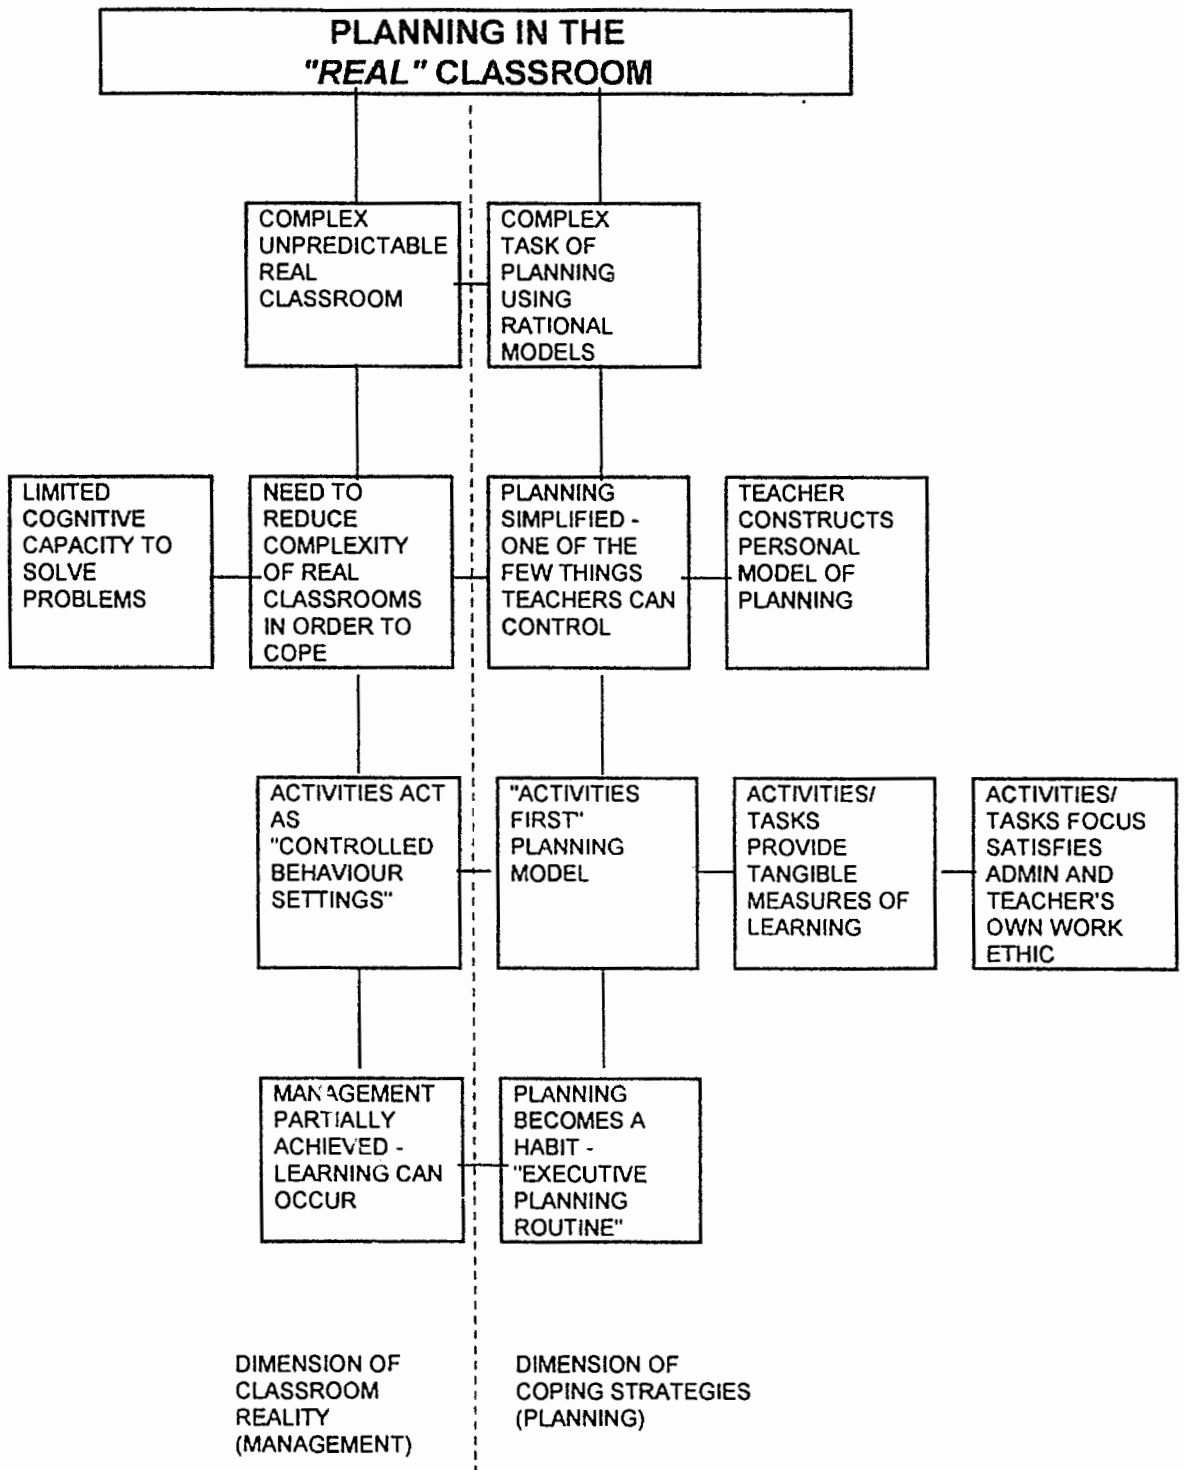 PLANNING IN THE
"REAL" CLASSROOM
COMPLEX
UNPREDICTABLE
REAL
CLASSROOM
COMPLEX
TASK OF
PLANNING
USING
RATIONAL
MODELS
LIMITED
COGNITIVE
CAPACITY TO
SOLVE
PROBLEMS
NEED TO
REDUCE
COMPLEXITY
OF REAL
CLASSROOMS
IN ORDER TO
COPE
PLANNING
SIMPLIFIED -
ONE OF THE
FEW THINGS
TEACHERS CAN
CONTROL
TEACHER
CONSTRUCTS
PERSONAL
MODEL OF
PLANNING
ACTIVITIES ACT
AS
"CONTROLLED
BEHAVIOUR
SETTINGS"
"ACTIVITIES
FIRST"
PLANNING
MODEL
ACTIVITIES/
TASKS
PROVIDE
TANGIBLE
MEASURES OF
LEARNING
ACTIVITIES/
TASKS FOCUS
SATISFIES
ADMIN AND
TEACHER'S
OWN WORK
ETHIC
MANAGEMENT
PARTIALLY
ACHIEVED -
LEARNING CAN
OCCUR
PLANNING
BECOMES A
HABIT -
"EXECUTIVE
PLANNING
ROUTINE"
DIMENSION OF
CLASSROOM
REALITY
(MANAGEMENT)
DIMENSION OF
COPING STRATEGIES
(PLANNING)